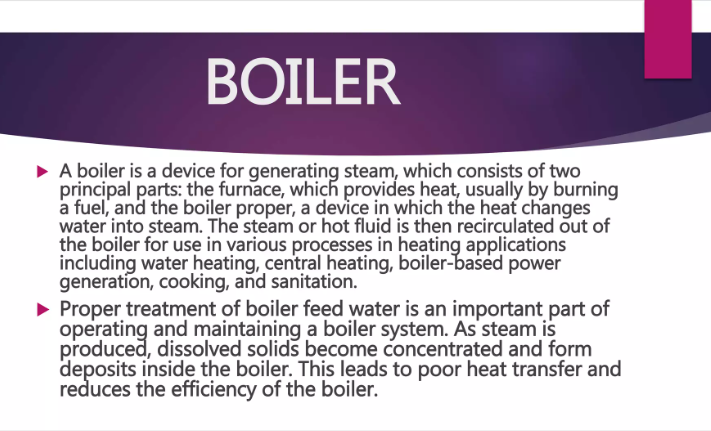 BOILER
A boiler is a device for generating steam, which consists of two
principal parts: the furnace, which provides heat, usually by burning
a fuel, and the boiler proper, a device in which the heat changes
water into steam. The steam or hot fluid is then recirculated out of
the boiler for use in various processes in heating applications
including water heating, central heating, boiler-based power
generation, cooking, and sanitation.
Proper treatment of boiler feed water is an important part of
operating and maintaining a boiler system. As steam is
produced, dissolved solids become concentrated and form
deposits inside the boiler. This leads to poor heat transfer and
reduces the efficiency of the boiler.